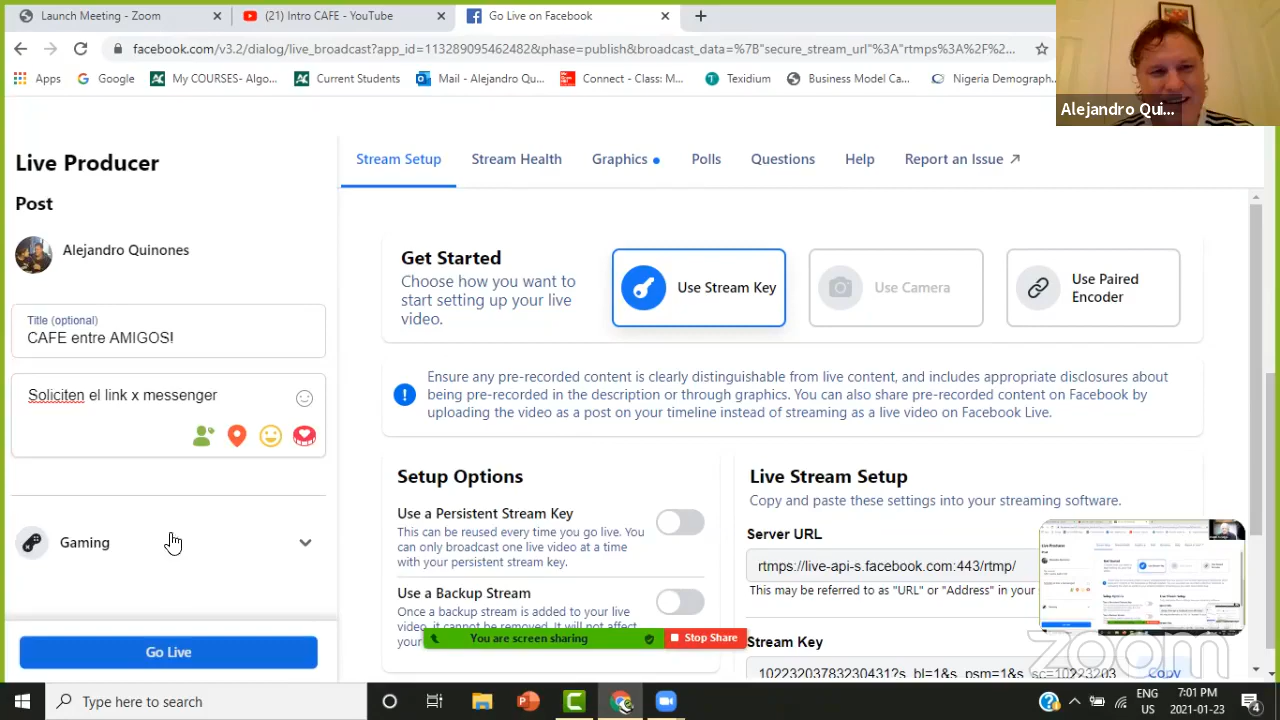 Launch Meeting - Zoom
(21) Intro CAFE - YouTube
Go Live on Facebook
facebook.com/v3.2/dialog/live_broadcast?app_id=113289095462482&phase=publish&broadcast_data=%7B"secure_stream_url"%3A"rtmps%3A%2F%2...
Apps
Google
My COURSES- Algo...
Current Students
Mail - Alejandro Qu...
Connect - Class: M...
Texidium
Business Model Ca...
Nigeria Demograph...
Alejandro Qui...
Live Producer
Post
Alejandro Quinones
Title (optional)
CAFE entre AMIGOS!
Soliciten el link x messenger
Gaming
Go Live
Stream Setup
Stream Health
Graphics
Polls
Questions
Help
Report an Issue
Get Started
Choose how you want to
start setting up your live
video.
Use Stream Key
Use Camera
Use Paired
Encoder
Ensure any pre-recorded content is clearly distinguishable from live content, and includes appropriate disclosures about
being pre-recorded in the description or through graphics. You can also share pre-recorded content on Facebook by
uploading the video as a post on your timeline instead of streaming as a live video on Facebook Live.
Setup Options
Use a Persistent Stream Key
This can be reused every time you go live. You
can only broadcast one live video at a time
with your persistent stream key.
Use a Backup Stream
Once a backup stream is added to your live
You are screen sharing
Stop Share
Live Stream Setup
Copy and paste these settings into your streaming software.
Server URL
rtmps://live-api-s.facebook.com:443/rtmp/
This may be referred to as "URL" or "Address" in your
Stream Key
10223203783230431?s_bl=1&s_psm=1&s_sc=10223203
Copy
zoom
Type here to search
ENG
US
7:01 PM
2021-01-23
4